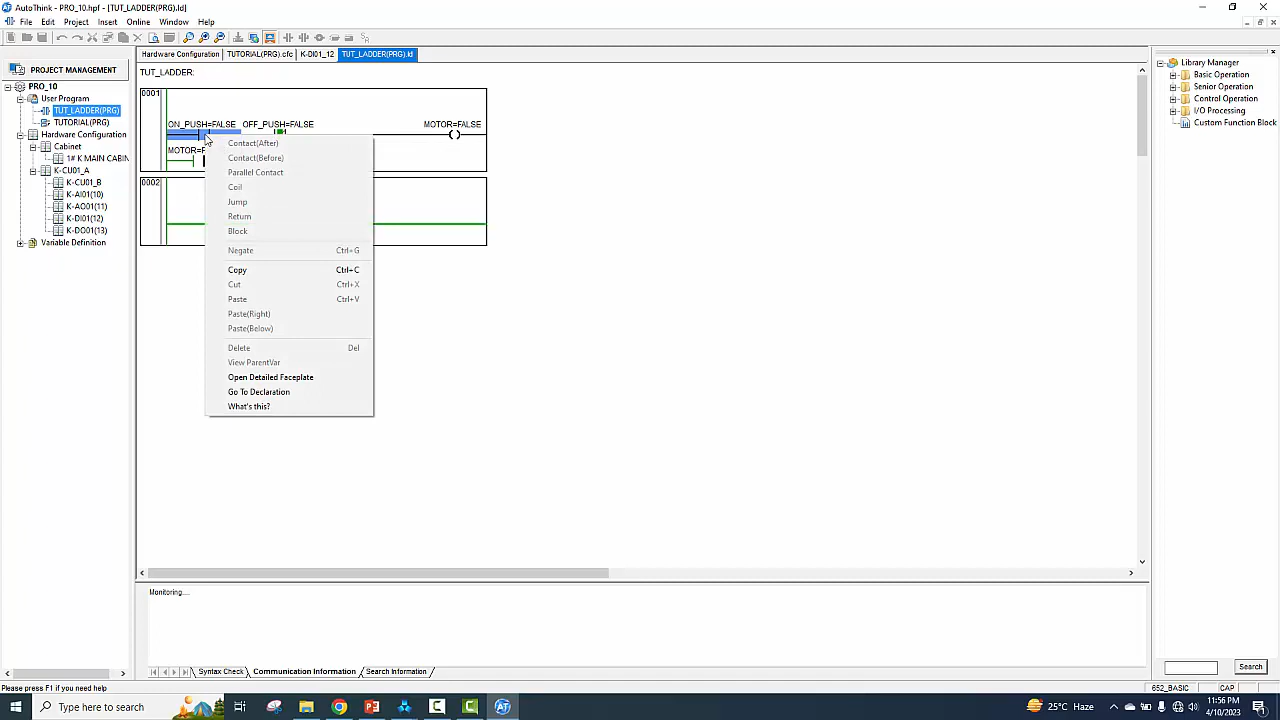 AutoThink - PRO_10.hpf - [TUT_LADDER(PRG).ld]
File Edit Project Insert Online Window Help
PROJECT MANAGEMENT
PRO_10
User Program
TUT_LADDER(PRG)
TUTORIAL(PRG)
Hardware Configuration
Cabinet
1# K MAIN CABIN
K-CU01_A
K-CU01_B
K-AI01(10)
K-AO01(11)
K-DI01(12)
K-DO01(13)
Variable Definition
Hardware Configuration TUTORIAL(PRG).cfc K-DI01_12 TUT_LADDER(PRG).ld
TUT_LADDER:
0001
ON_PUSH=FALSE OFF_PUSH=FALSE MOTOR=FALSE
0002
Contact(After)
Contact(Before)
Parallel Contact
Coil
Jump
Return
Block
Negate Ctrl+G
Copy Ctrl+C
Cut Ctrl+X
Paste Ctrl+V
Paste(Right)
Paste(Below)
Delete Del
View ParentVar
Open Detailed Faceplate
Go To Declaration
What's this?
Monitoring....
Syntax Check Communication Information Search Information
Library Manager
Basic Operation
Senior Operation
Control Operation
I/O Processing
Custom Function Block
Search
Please press F1 if you need help
652_BASIC CAP
Type here to search
25°C Haze
11:56 PM
4/10/2023